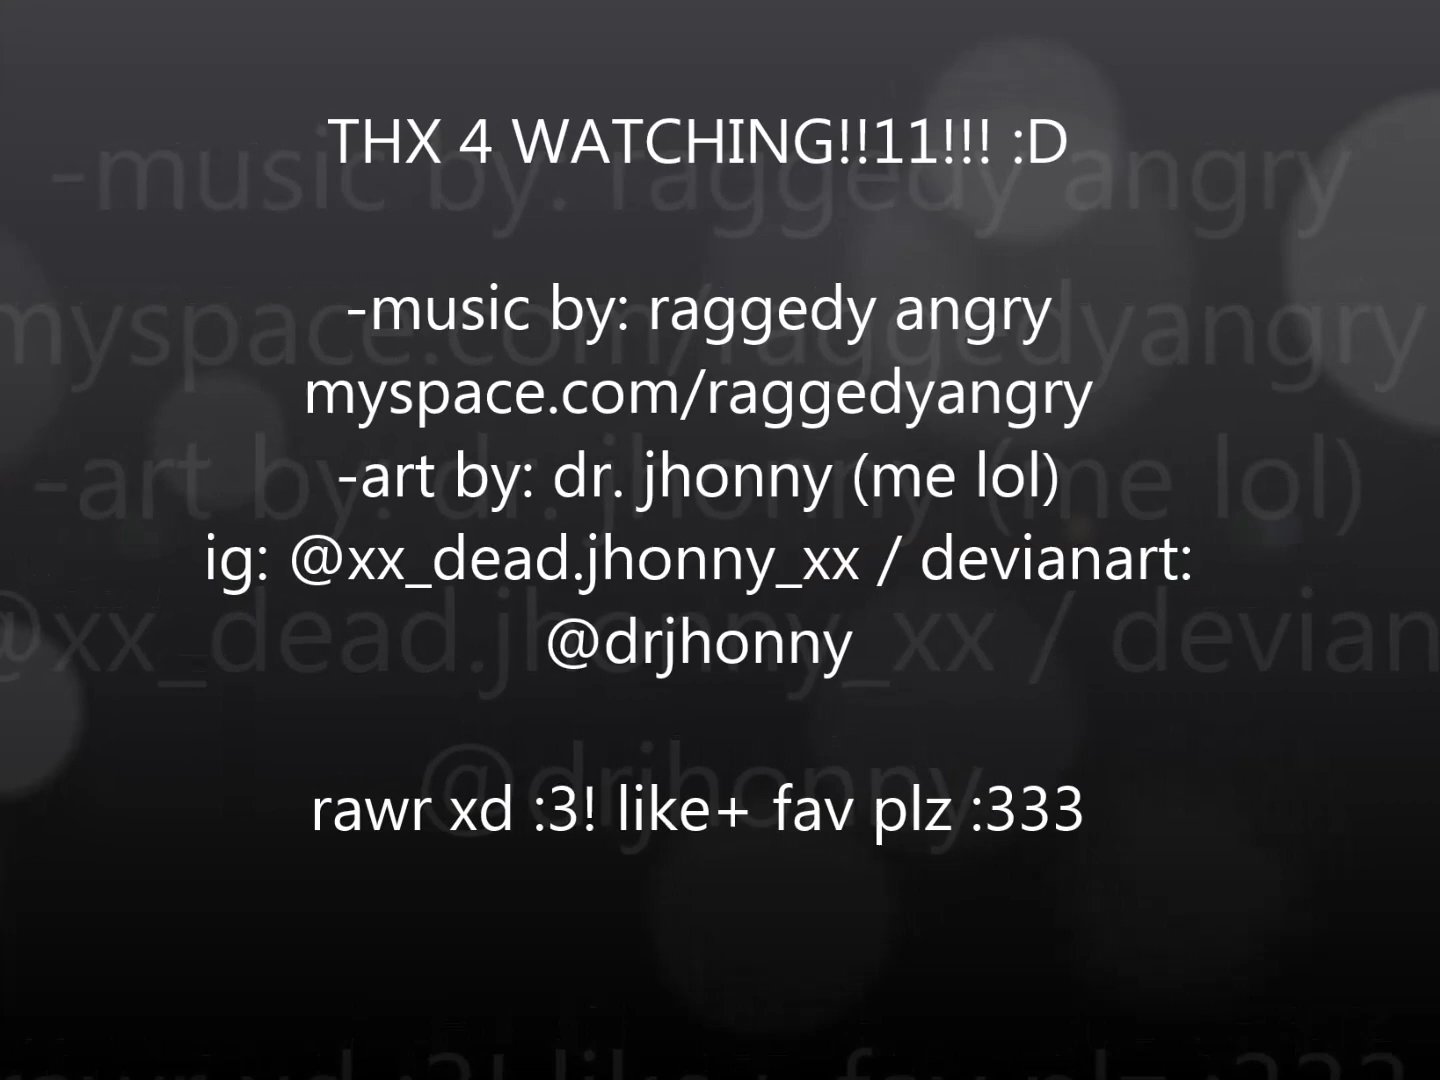 THX 4 WATCHING!!11!!! :D
-music by: raggedy angry
myspace.com/raggedyangry
-art by: dr. jhonny (me lol)
ig: @xx_dead.jhonny_xx / devianart:
@drjhonny
rawr xd :3! like+ fav plz :333